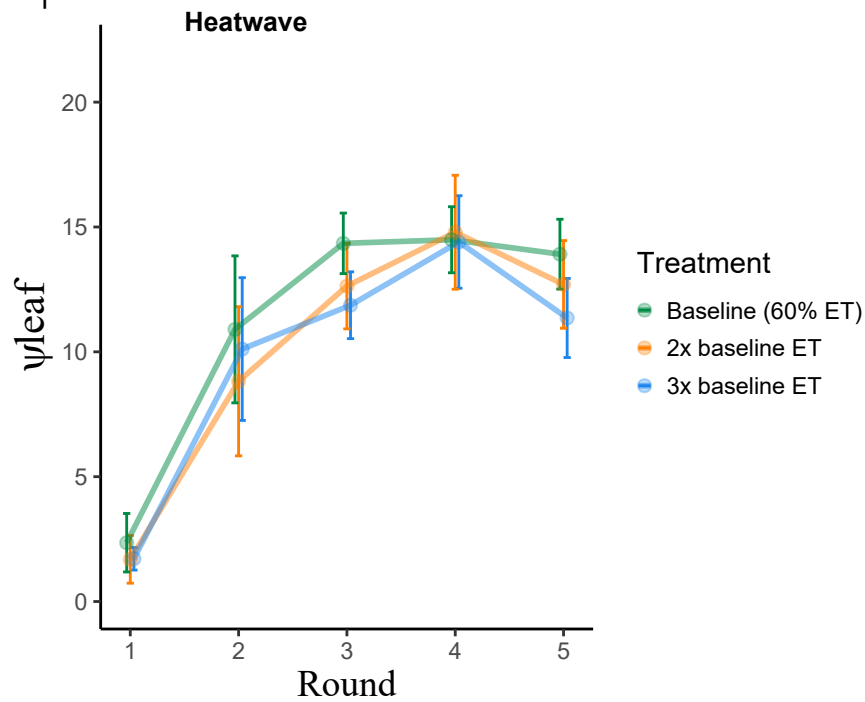 Heatwave
20
15
10
5
0
ψleaf
1 2 3 4 5
Round
Treatment
Baseline (60% ET)
2x baseline ET
3x baseline ET